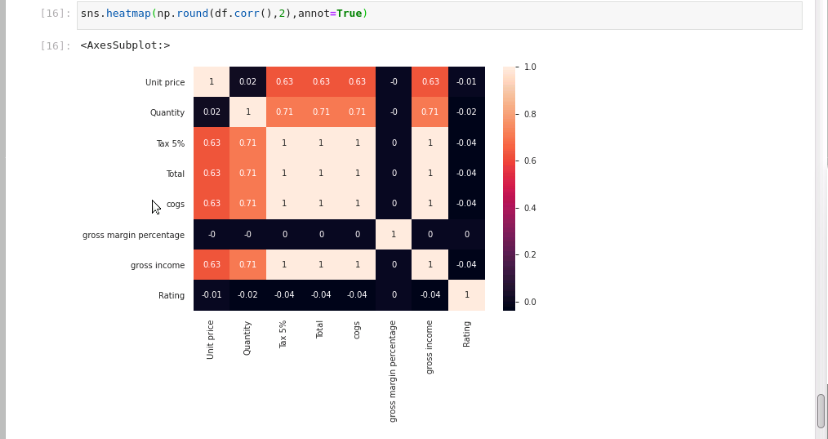 [16]: sns.heatmap(np.round(df.corr(),2),annot=True)
[16]: <AxesSubplot:>
Unit price 1 0.02 0.63 0.63 0.63 -0 0.63 -0.01
Quantity 0.02 1 0.71 0.71 0.71 -0 0.71 -0.02
Tax 5% 0.63 0.71 1 1 1 0 1 -0.04
Total 0.63 0.71 1 1 1 0 1 -0.04
cogs 0.63 0.71 1 1 1 0 1 -0.04
gross margin percentage -0 -0 0 0 0 1 0 0
gross income 0.63 0.71 1 1 1 0 1 -0.04
Rating -0.01 -0.02 -0.04 -0.04 -0.04 0 -0.04 1
Unit price
Quantity
Tax 5%
Total
cogs
gross margin percentage
gross income
Rating
1.0
0.8
0.6
0.4
0.2
0.0